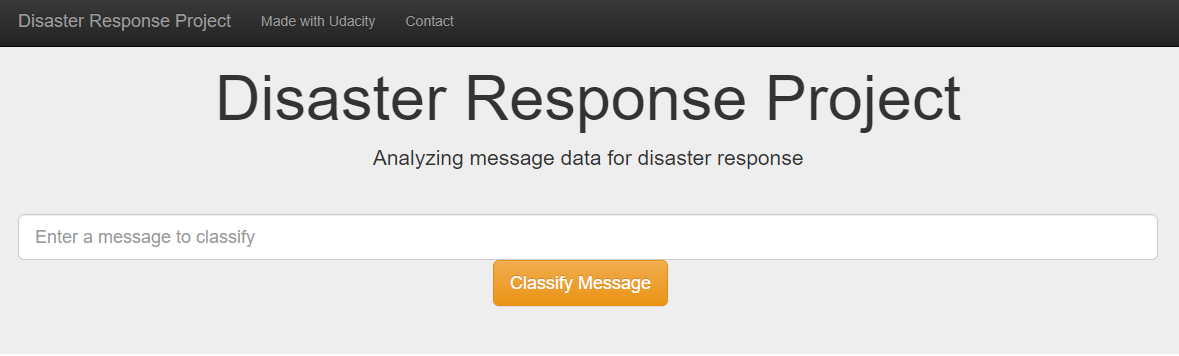 Disaster Response Project Made with Udacity Contact
Disaster Response Project
Analyzing message data for disaster response
Enter a message to classify
Classify Message